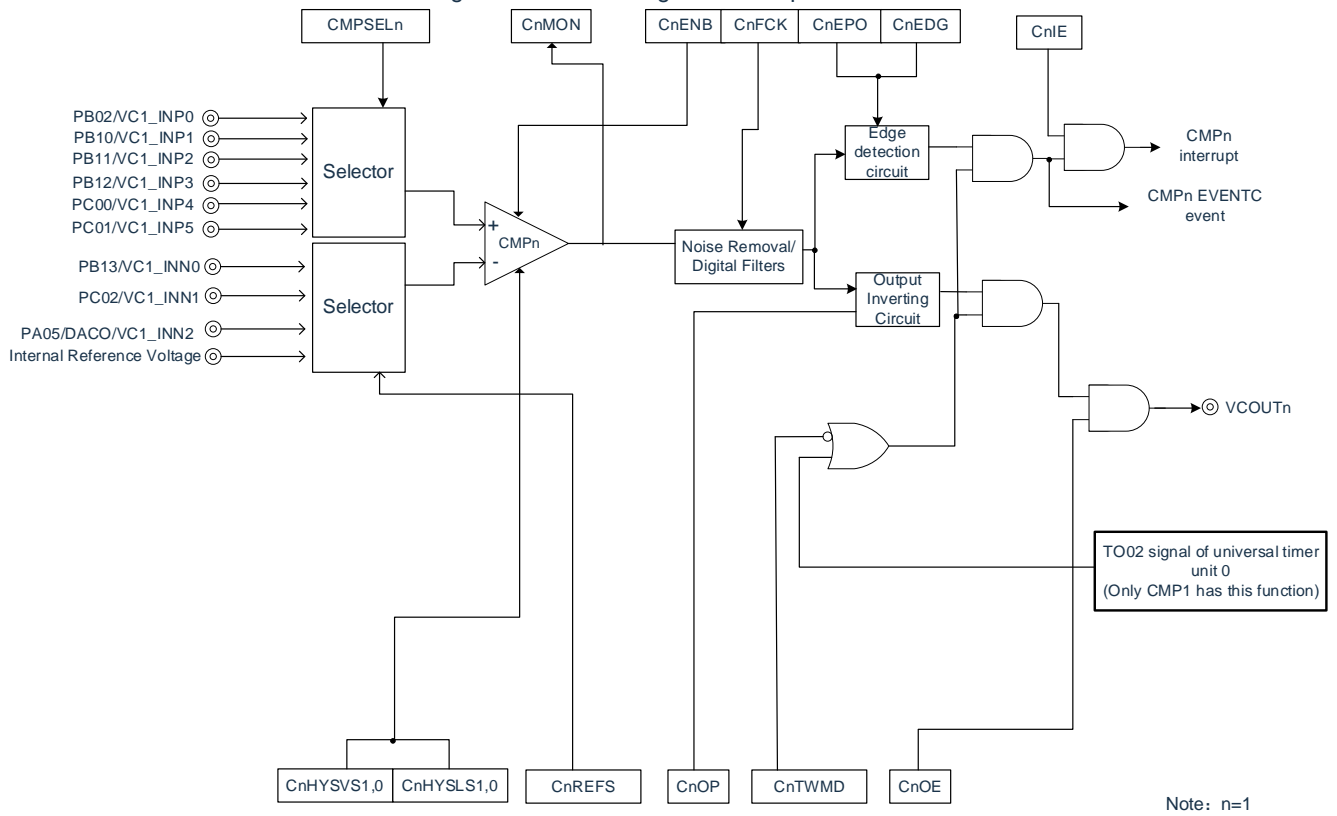 CMPSELn
CnMON
CnENB
CnFCK
CnEPO
CnEDG
CnIE
PB02/VC1_INP0
PB10/VC1_INP1
PB11/VC1_INP2
PB12/VC1_INP3
PC00/VC1_INP4
PC01/VC1_INP5
Selector
PB13/VC1_INN0
PC02/VC1_INN1
PA05/DACO/VC1_INN2
Internal Reference Voltage
Selector
+
CMPn
-
Noise Removal/
Digital Filters
Edge
detection
circuit
Output
Inverting
Circuit
CMPn
interrupt
CMPn EVENTC
event
VCOUTn
TO02 signal of universal timer
unit 0
(Only CMP1 has this function)
CnHYSVS1,0
CnHYSLS1,0
CnREFS
CnOP
CnTWMD
CnOE
Note：n=1